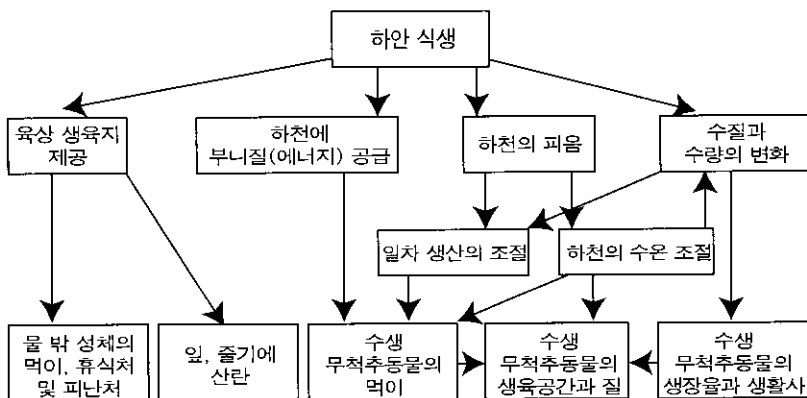 하안 식생
육상 생육지
제공
하천에
부니질(에너지) 공급
하천의 피음
수질과
수량의 변화
일차 생산의 조절
하천의 수온 조절
물 밖 성체의
먹이, 휴식처
및 피난처
잎, 줄기에
산란
수생
무척추동물의
먹이
수생
무척추동물의
생육공간과 질
수생
무척추동물의
생장율과 생활사